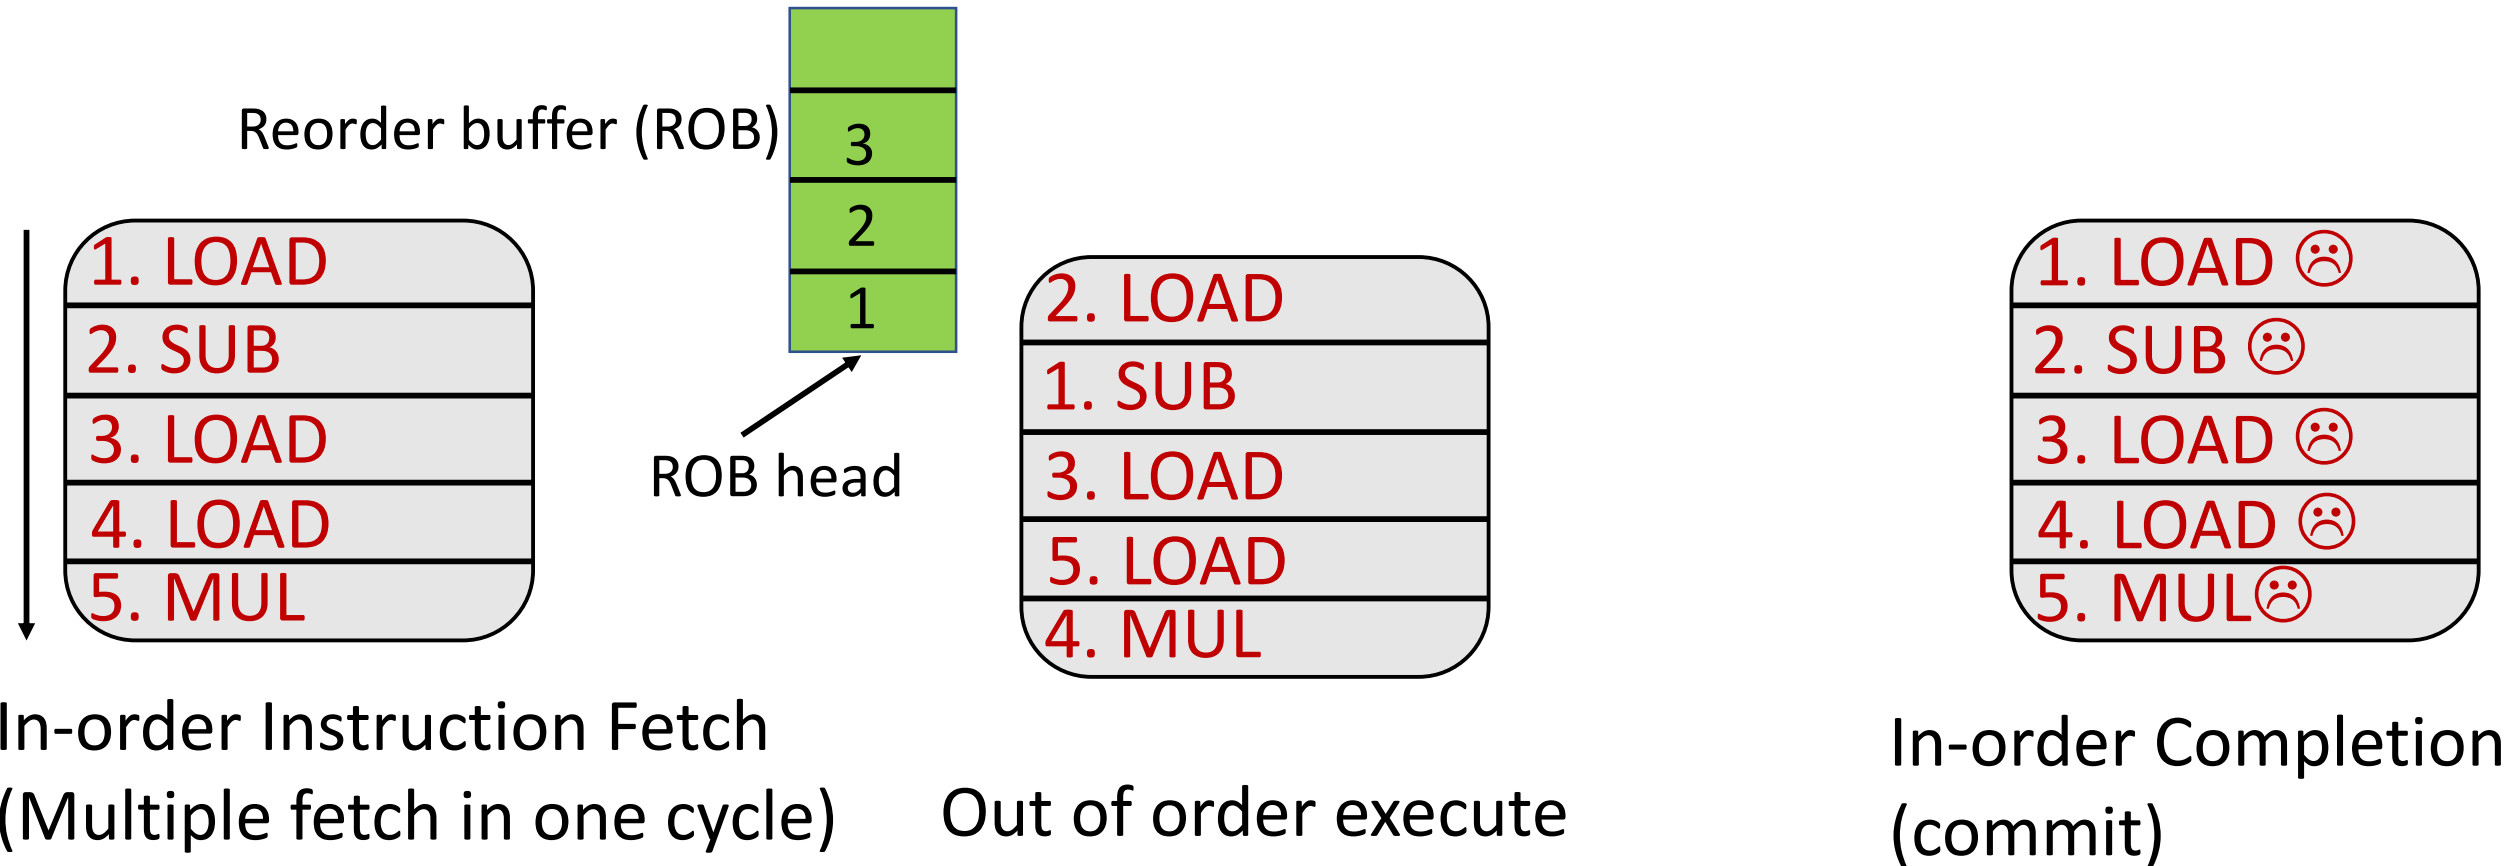 Reorder buffer (ROB)
3
2
1
ROB head
1. LOAD
2. SUB
3. LOAD
4. LOAD
5. MUL
In-order Instruction Fetch
(Multiple fetch in one cycle)
2. LOAD
1. SUB
3. LOAD
5. LOAD
4. MUL
Out of order execute
1. LOAD ☹
2. SUB ☹
3. LOAD ☹
4. LOAD ☹
5. MUL ☹
In-order Completion
(commit)